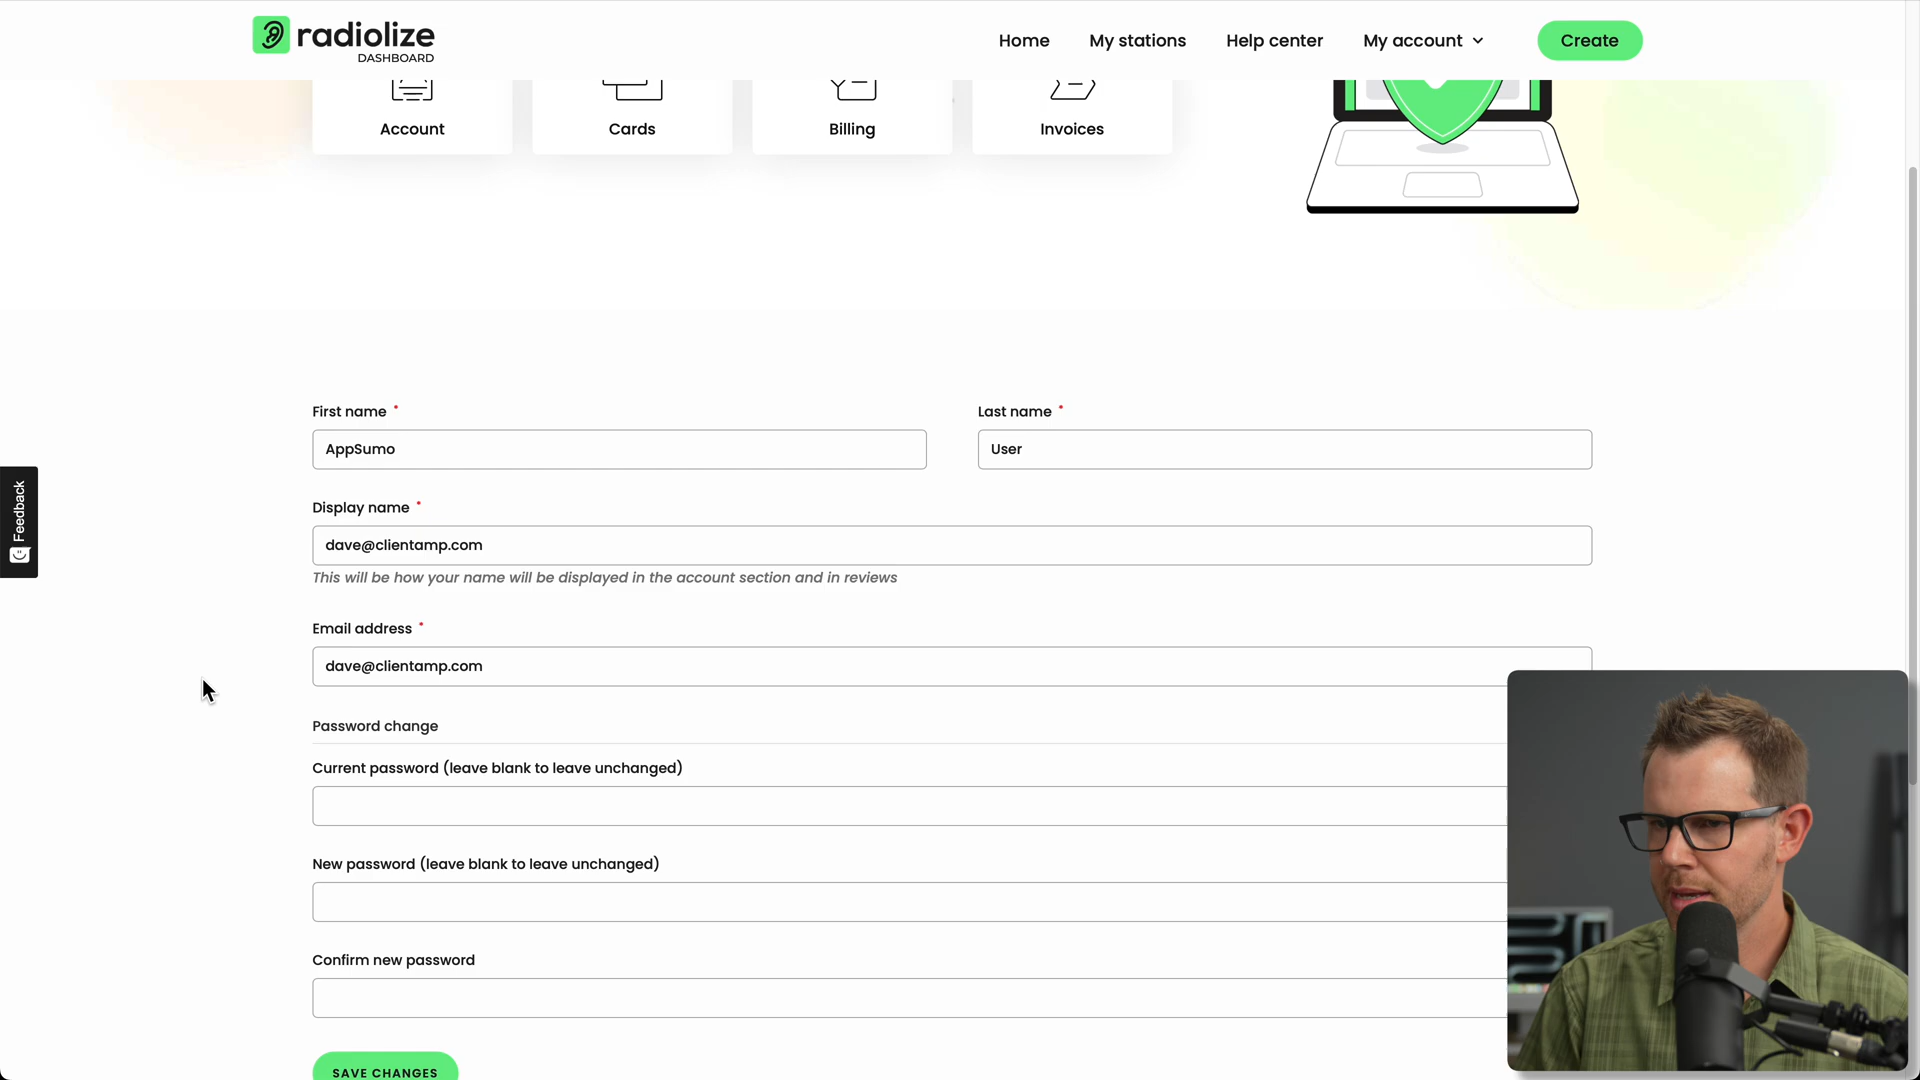 radiolize
DASHBOARD
Home
My stations
Help center
My account
Create
Account
Cards
Billing
Invoices
First name *
Last name *
AppSumo
User
Display name *
dave@clientamp.com
This will be how your name will be displayed in the account section and in reviews
Feedback
Email address *
dave@clientamp.com
Password change
Current password (leave blank to leave unchanged)
New password (leave blank to leave unchanged)
Confirm new password
SAVE CHANGES